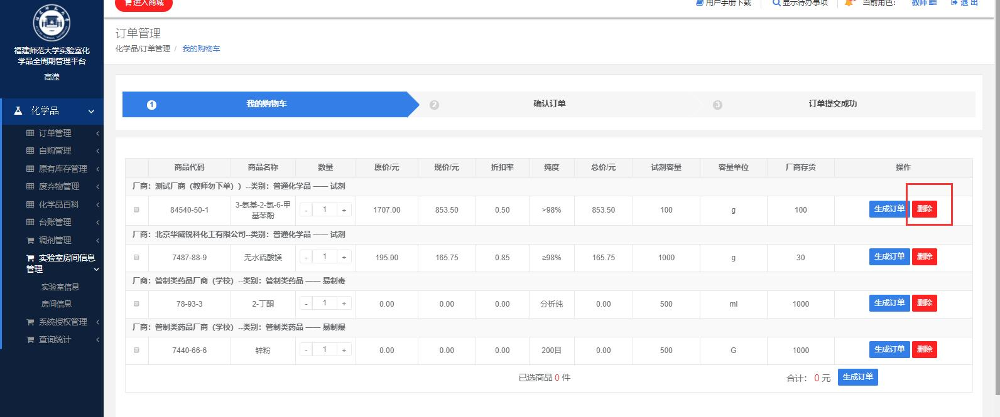 进入商城
用户手册下载
显示待办事项
当前角色：
教师
退出
福建师范大学实验室化
学品全周期管理平台
高滢
化学品
订单管理
自购管理
原有库存管理
废弃物管理
化学品百科
台账管理
调剂管理
实验室房间信息
管理
实验室信息
房间信息
系统授权管理
查询统计
订单管理
化学品/订单管理 / 我的购物车
1 我的购物车 2 确认订单 3 订单提交成功
商品代码 商品名称 数量 原价/元 现价/元 折扣率 纯度 总价/元 试剂容量 容量单位 厂商存货 操作
厂商：测试厂商（教师勿下单））--类别：普通化学品 —— 试剂
84540-50-1 3-氨基-2-氯-6-甲 - 1 + 1707.00 853.50 0.50 >98% 853.50 100 g 100 生成订单 删除
基苯酚
厂商：北京华威锐科化工有限公司--类别：普通化学品 —— 试剂
7487-88-9 无水硫酸镁 - 1 + 195.00 165.75 0.85 ≥98% 165.75 1000 g 30 生成订单 删除
厂商：管制类药品厂商（学校）--类别：管制类药品 —— 易制毒
78-93-3 2-丁酮 - 1 + 0.00 0.00 0.00 分析纯 0.00 500 ml 1000 生成订单 删除
厂商：管制类药品厂商（学校）--类别：管制类药品 —— 易制爆
7440-66-6 锌粉 - 1 + 0.00 0.00 0.00 200目 0.00 500 G 1000 生成订单 删除
已选商品 0 件 合计： 0 元 生成订单